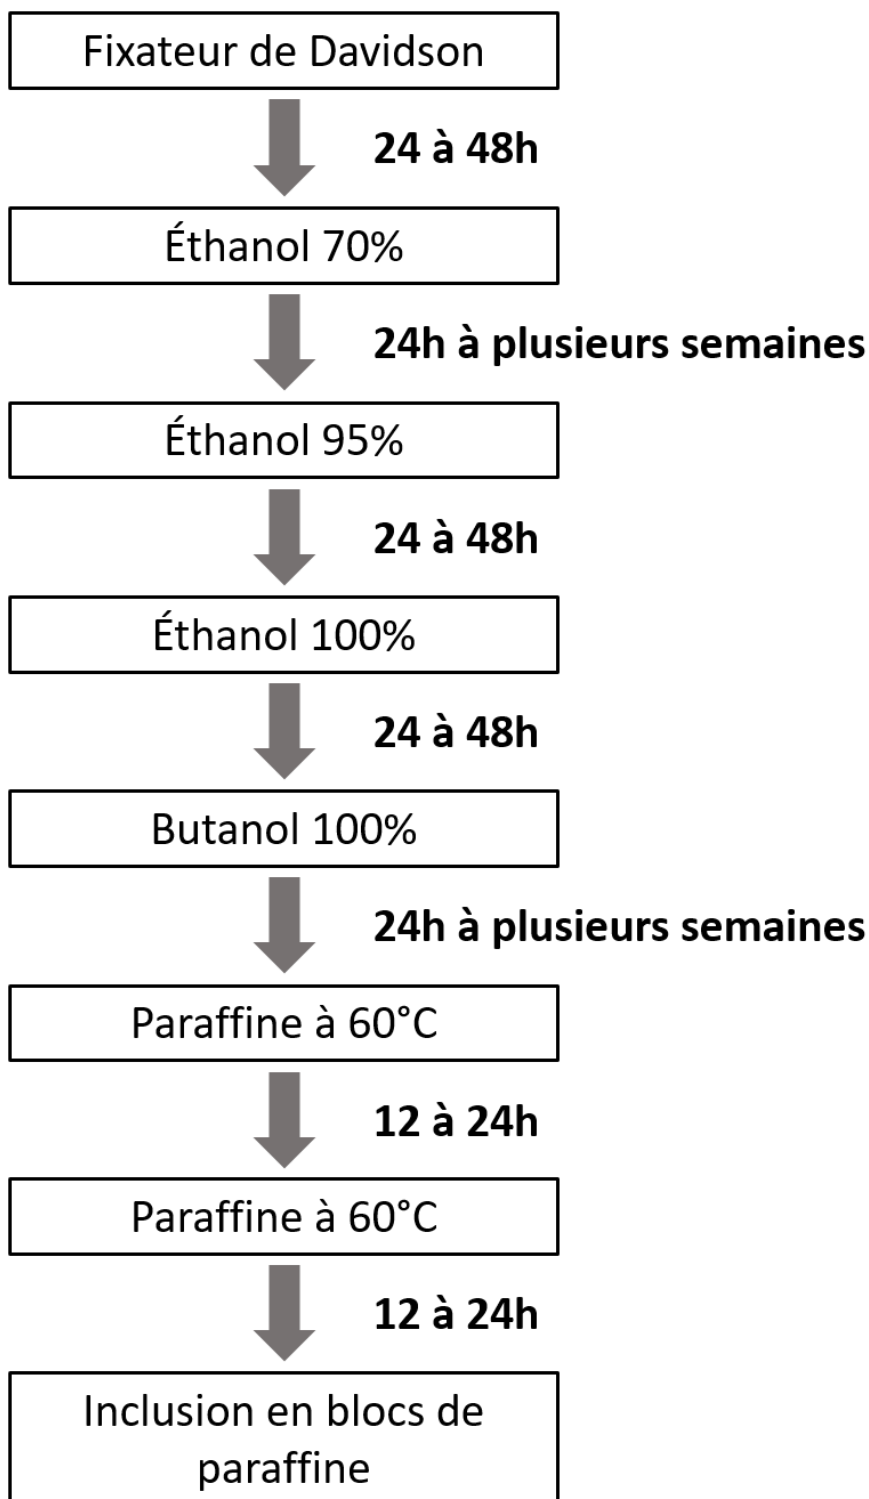 Fixateur de Davidson
24 à 48h
Éthanol 70%
24h à plusieurs semaines
Éthanol 95%
24 à 48h
Éthanol 100%
24 à 48h
Butanol 100%
24h à plusieurs semaines
Paraffine à 60°C
12 à 24h
Paraffine à 60°C
12 à 24h
Inclusion en blocs de
paraffine